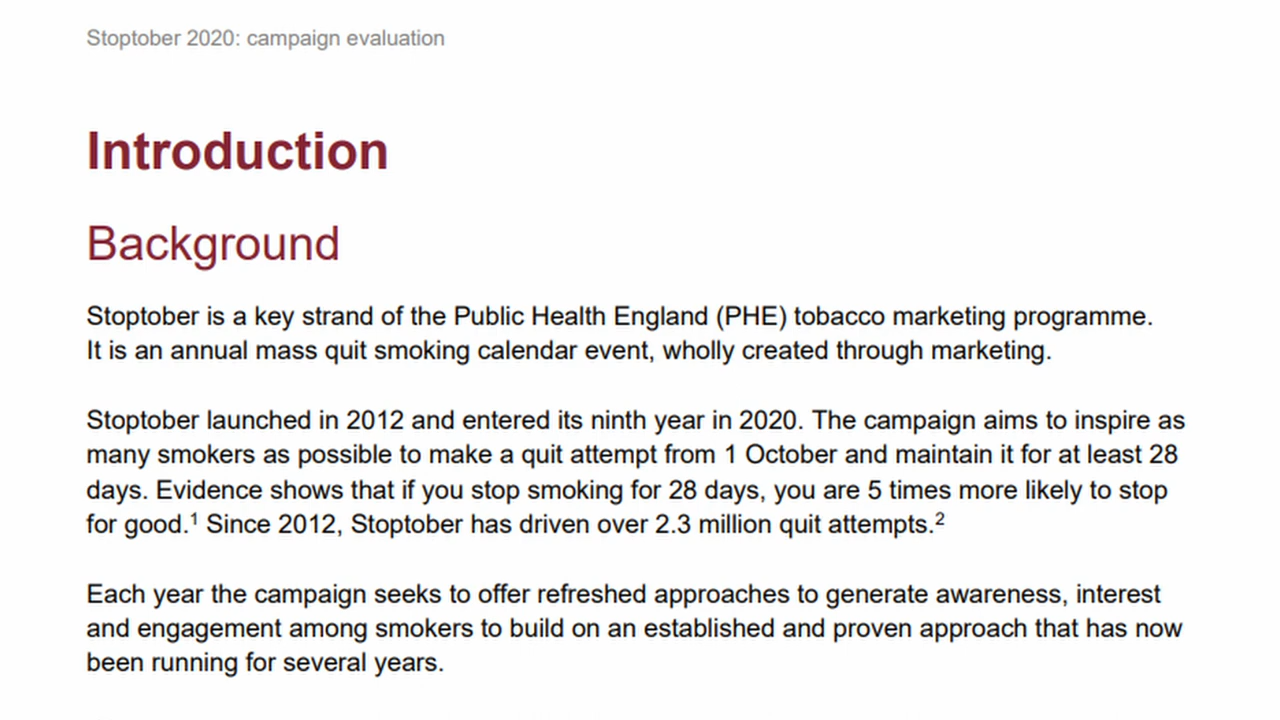 Stoptober 2020: campaign evaluation
Introduction
Background
Stoptober is a key strand of the Public Health England (PHE) tobacco marketing programme.
It is an annual mass quit smoking calendar event, wholly created through marketing.
Stoptober launched in 2012 and entered its ninth year in 2020. The campaign aims to inspire as
many smokers as possible to make a quit attempt from 1 October and maintain it for at least 28
days. Evidence shows that if you stop smoking for 28 days, you are 5 times more likely to stop
for good.¹ Since 2012, Stoptober has driven over 2.3 million quit attempts.²
Each year the campaign seeks to offer refreshed approaches to generate awareness, interest
and engagement among smokers to build on an established and proven approach that has now
been running for several years.